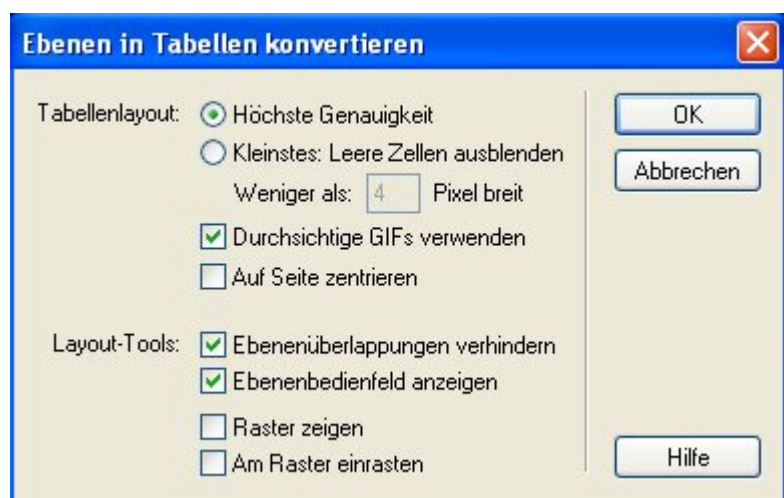 Ebenen in Tabellen konvertieren
Tabellenlayout: Höchste Genauigkeit
Kleinstes: Leere Zellen ausblenden
Weniger als: 4 Pixel breit
Durchsichtige GIFs verwenden
Auf Seite zentrieren
Layout-Tools: Ebenenüberlappungen verhindern
Ebenenbedienfeld anzeigen
Raster zeigen
Am Raster einrasten
OK
Abbrechen
Hilfe